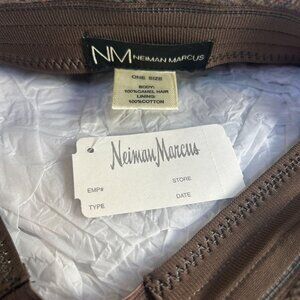 NM NEIMAN MARCUS
ONE SIZE
BODY:
100%CAMEL HAIR
LINING:
100%COTTON
Neiman Marcus
EMP# STORE
TYPE DATE